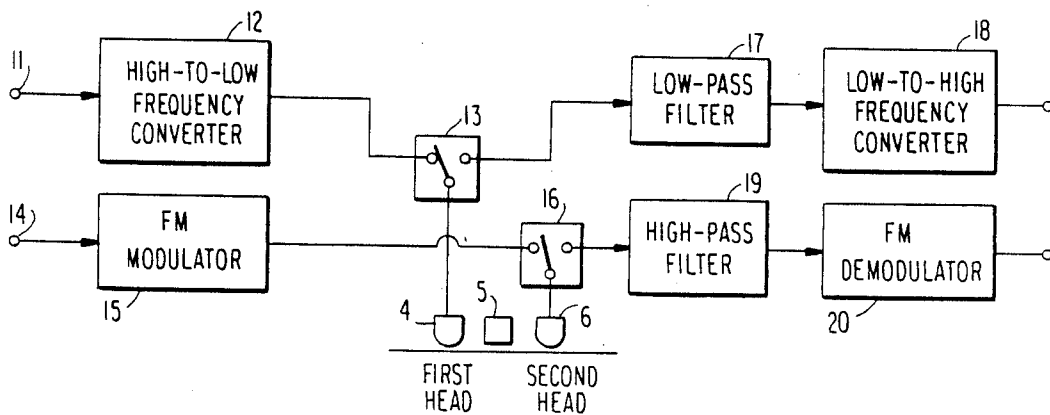 12
11
HIGH-TO-LOW
FREQUENCY
CONVERTER
13
17
LOW-PASS
FILTER
18
LOW-TO-HIGH
FREQUENCY
CONVERTER
14
FM
MODULATOR
15
16
19
HIGH-PASS
FILTER
FM
DEMODULATOR
20
4
5
6
FIRST
HEAD
SECOND
HEAD